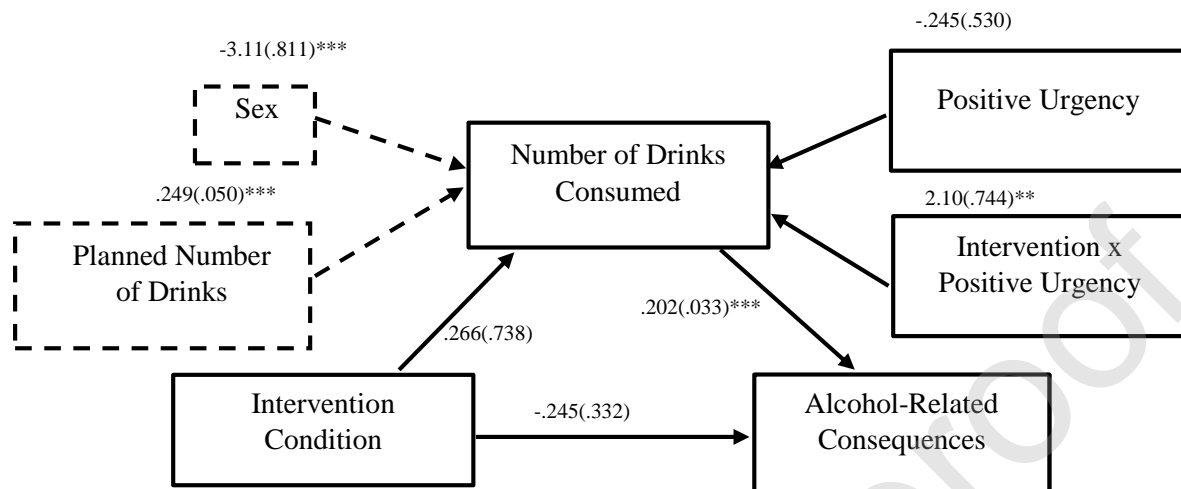 -3.11(.811)***
-.245(.530)
Sex
Positive Urgency
Number of Drinks
Consumed
.249(.050)***
2.10(.744)**
Planned Number
of Drinks
Intervention x
Positive Urgency
.202(.033)***
.266(.738)
Intervention
Condition
-.245(.332)
Alcohol-Related
Consequences
proof